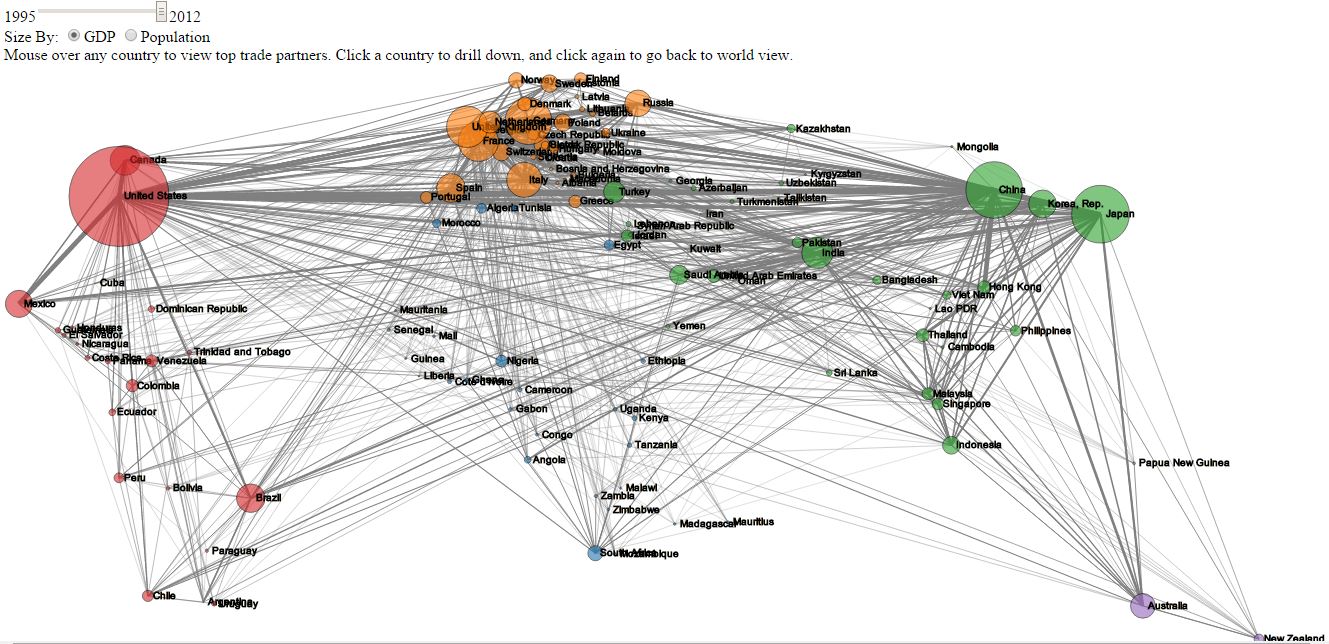 1995 2012
Size By: GDP Population
Mouse over any country to view top trade partners. Click a country to drill down, and click again to go back to world view.
Norway
Sweden
Finland
Estonia
Latvia
Denmark
Russia
Lithuania
Belarus
Netherlands
Germany
Poland
United Kingdom
Kazakhstan
Ukraine
Czech Republic
France
Slovak Republic
Mongolia
Hungary
Moldova
Switzerland
Canada
Bosnia and Herzegovina
Kyrgyzstan
Macedonia
Italy
Albania
Georgia
Uzbekistan
Spain
Azerbaijan
China
Turkey
United States
Portugal
Tajikistan
Greece
Turkmenistan
Korea, Rep.
Algeria
Tunisia
Iran
Japan
Morocco
Lebanon
Syrian Arab Republic
Israel
Jordan
Pakistan
Egypt
Kuwait
India
Saudi Arabia
United Arab Emirates
Oman
Bangladesh
Cuba
Hong Kong
Viet Nam
Mexico
Dominican Republic
Mauritania
Lao PDR
Yemen
Honduras
Guatemala
Senegal
Philippines
El Salvador
Mali
Thailand
Nicaragua
Cambodia
Trinidad and Tobago
Costa Rica
Panama
Venezuela
Guinea
Nigeria
Ethiopia
Sri Lanka
Liberia
Ghana
Cote d'Ivoire
Colombia
Cameroon
Malaysia
Singapore
Ecuador
Gabon
Uganda
Kenya
Congo
Tanzania
Indonesia
Angola
Papua New Guinea
Peru
Bolivia
Malawi
Brazil
Zambia
Zimbabwe
Madagascar
Mauritius
Paraguay
South Africa
Mozambique
Chile
Argentina
Uruguay
Australia
New Zealand